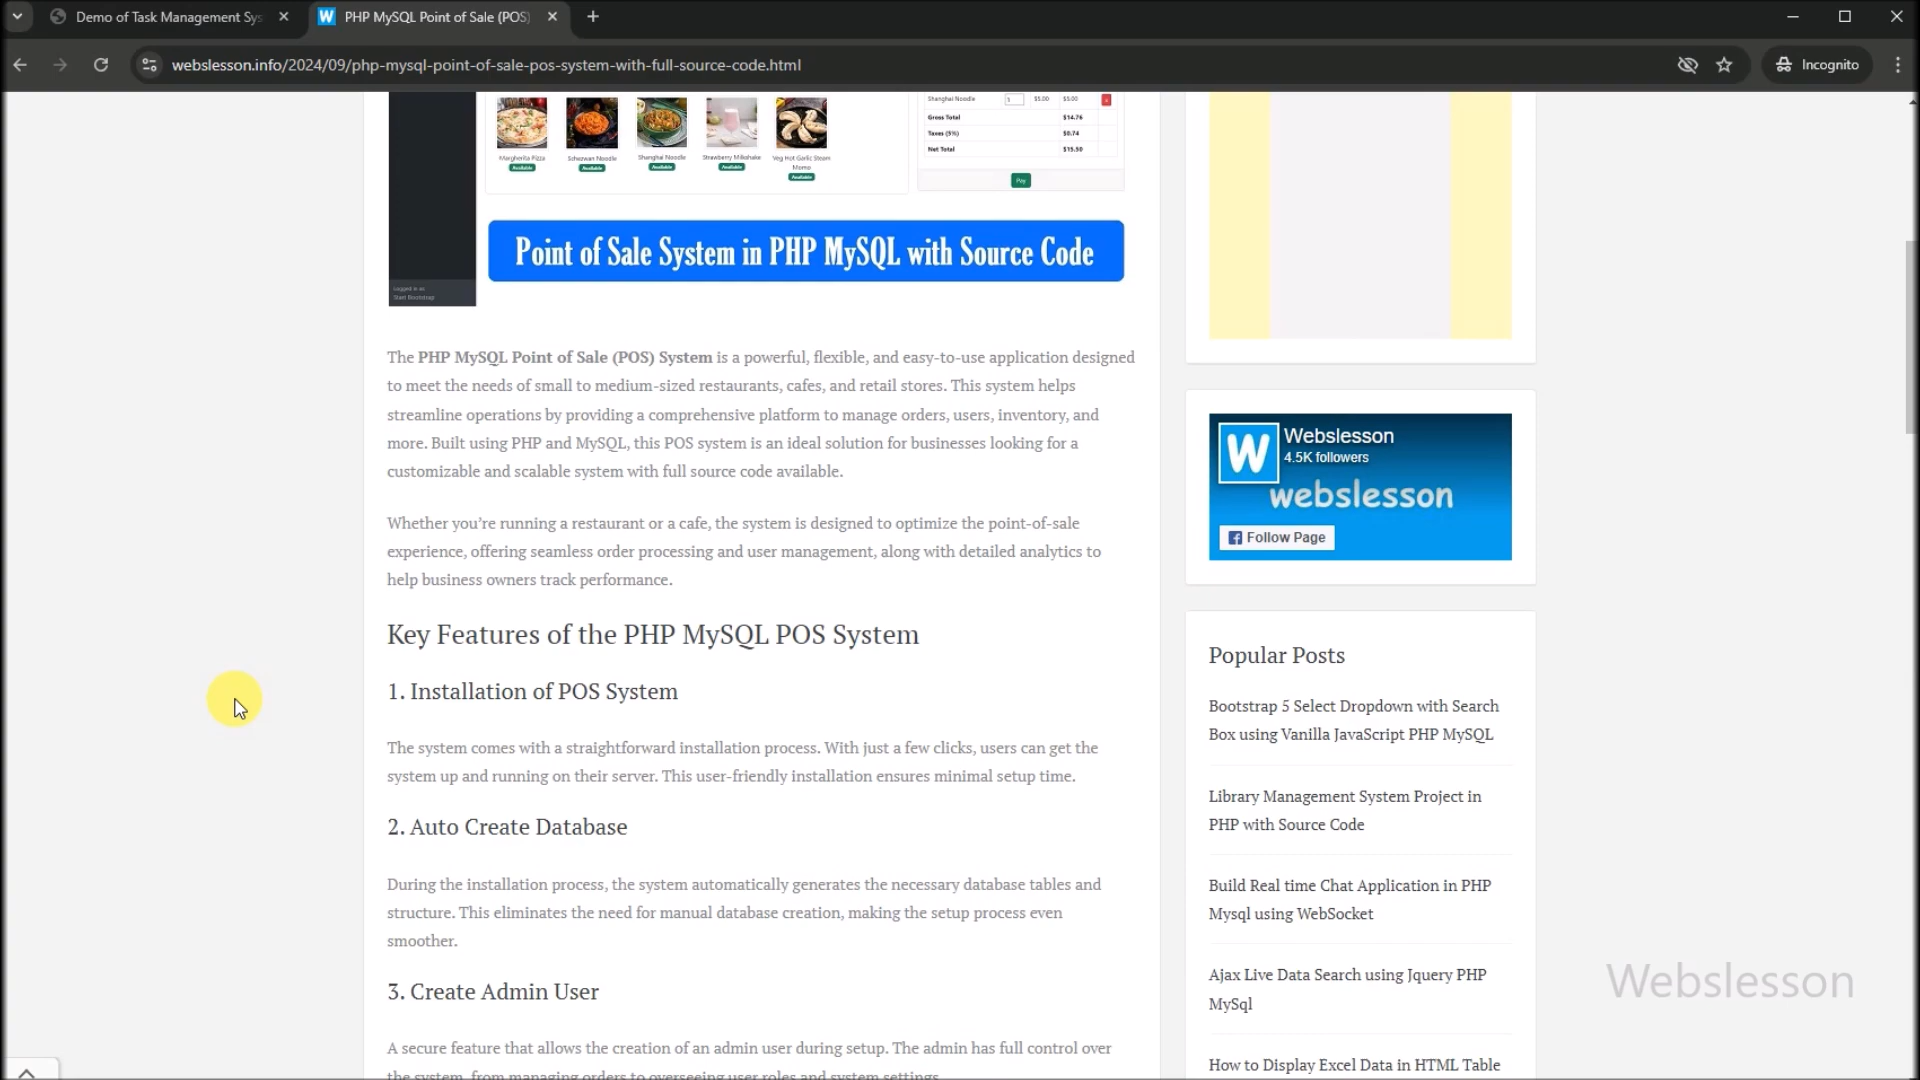 Demo of Task Management Sys
PHP MySQL Point of Sale (POS)
webslesson.info/2024/09/php-mysql-point-of-sale-pos-system-with-full-source-code.html
Incognito
Shanghai Noodle 1 $5.00 $5.00
Gross Total $14.76
Taxes (5%) $0.74
Net Total $15.50
Pay
Margherita Pizza
Available
Schezwan Noodle
Available
Shanghai Noodle
Available
Strawberry Milkshake
Available
Veg Hot Garlic Steam
Momo
Available
Point of Sale System in PHP MySQL with Source Code
Logged in as
Start Bootstrap
The PHP MySQL Point of Sale (POS) System is a powerful, flexible, and easy-to-use application designed
to meet the needs of small to medium-sized restaurants, cafes, and retail stores. This system helps
streamline operations by providing a comprehensive platform to manage orders, users, inventory, and
more. Built using PHP and MySQL, this POS system is an ideal solution for businesses looking for a
customizable and scalable system with full source code available.
Whether you’re running a restaurant or a cafe, the system is designed to optimize the point-of-sale
experience, offering seamless order processing and user management, along with detailed analytics to
help business owners track performance.
Key Features of the PHP MySQL POS System
1. Installation of POS System
The system comes with a straightforward installation process. With just a few clicks, users can get the
system up and running on their server. This user-friendly installation ensures minimal setup time.
2. Auto Create Database
During the installation process, the system automatically generates the necessary database tables and
structure. This eliminates the need for manual database creation, making the setup process even
smoother.
3. Create Admin User
A secure feature that allows the creation of an admin user during setup. The admin has full control over
the system, from managing orders to overseeing user roles and system settings.
W
Webslesson
4.5K followers
webslesson
Follow Page
Popular Posts
Bootstrap 5 Select Dropdown with Search
Box using Vanilla JavaScript PHP MySQL
Library Management System Project in
PHP with Source Code
Build Real time Chat Application in PHP
Mysql using WebSocket
Ajax Live Data Search using Jquery PHP
MySql
How to Display Excel Data in HTML Table
Webslesson